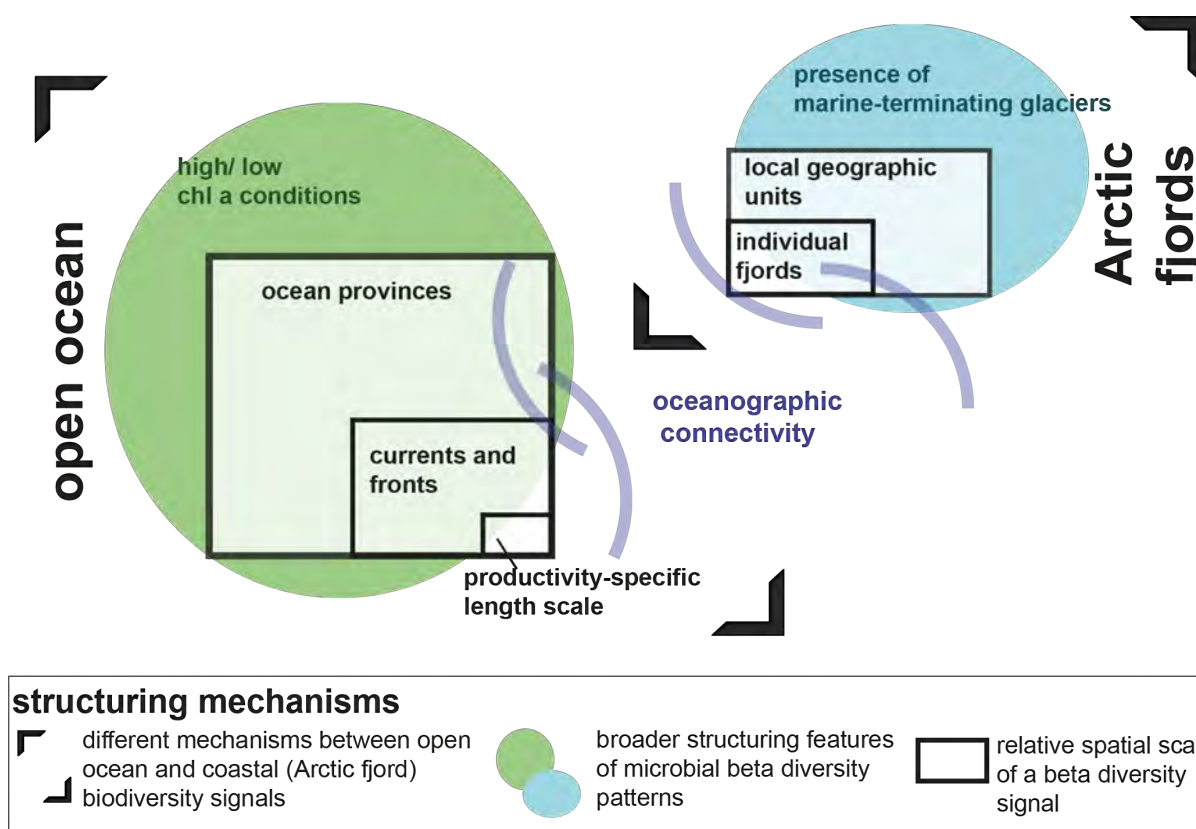 presence of
marine-terminating glaciers
high/ low
chl a conditions
local geographic
units
individual
fjords
Arctic
fjords
open ocean
ocean provinces
currents and
fronts
oceanographic
connectivity
productivity-specific
length scale
structuring mechanisms
different mechanisms between open
ocean and coastal (Arctic fjord)
biodiversity signals
broader structuring features
of microbial beta diversity
patterns
relative spatial sca
of a beta diversity
signal